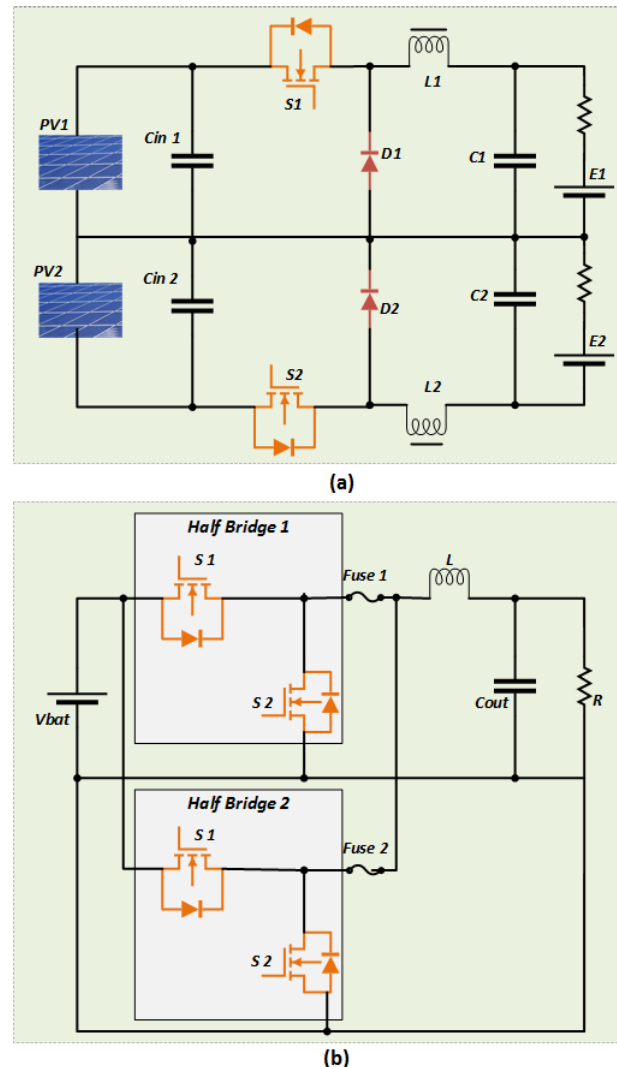 S1
L1
PV1
Cin 1
D1
C1
E1
PV2
Cin 2
D2
C2
E2
S2
L2
(a)
Half Bridge 1
S 1
Fuse 1
L
S 2
Vbat
Cout
R
Half Bridge 2
S 1
Fuse 2
S 2
(b)